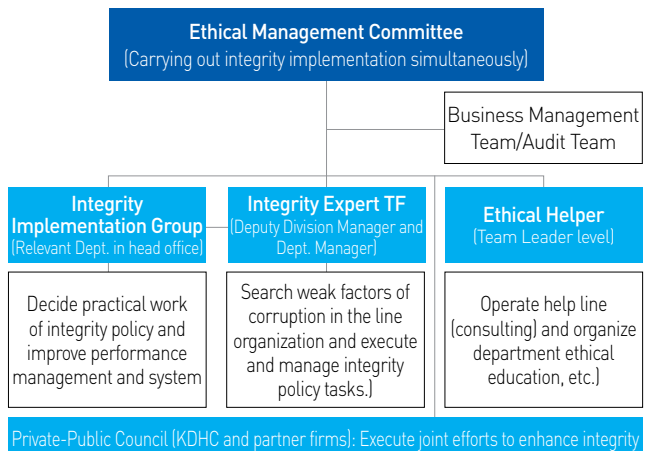 Ethical Management Committee
(Carrying out integrity implementation simultaneously)
Business Management
Team/Audit Team
Integrity
Implementation Group
(Relevant Dept. in head office)
Integrity Expert TF
(Deputy Division Manager and
Dept. Manager)
Ethical Helper
(Team Leader level)
Decide practical work
of integrity policy and
improve performance
management and system
Search weak factors of
corruption in the line
organization and execute
and manage integrity
policy tasks.)
Operate help line
(consulting) and organize
department ethical
education, etc.)
Private-Public Council (KDHC and partner firms): Execute joint efforts to enhance integrity